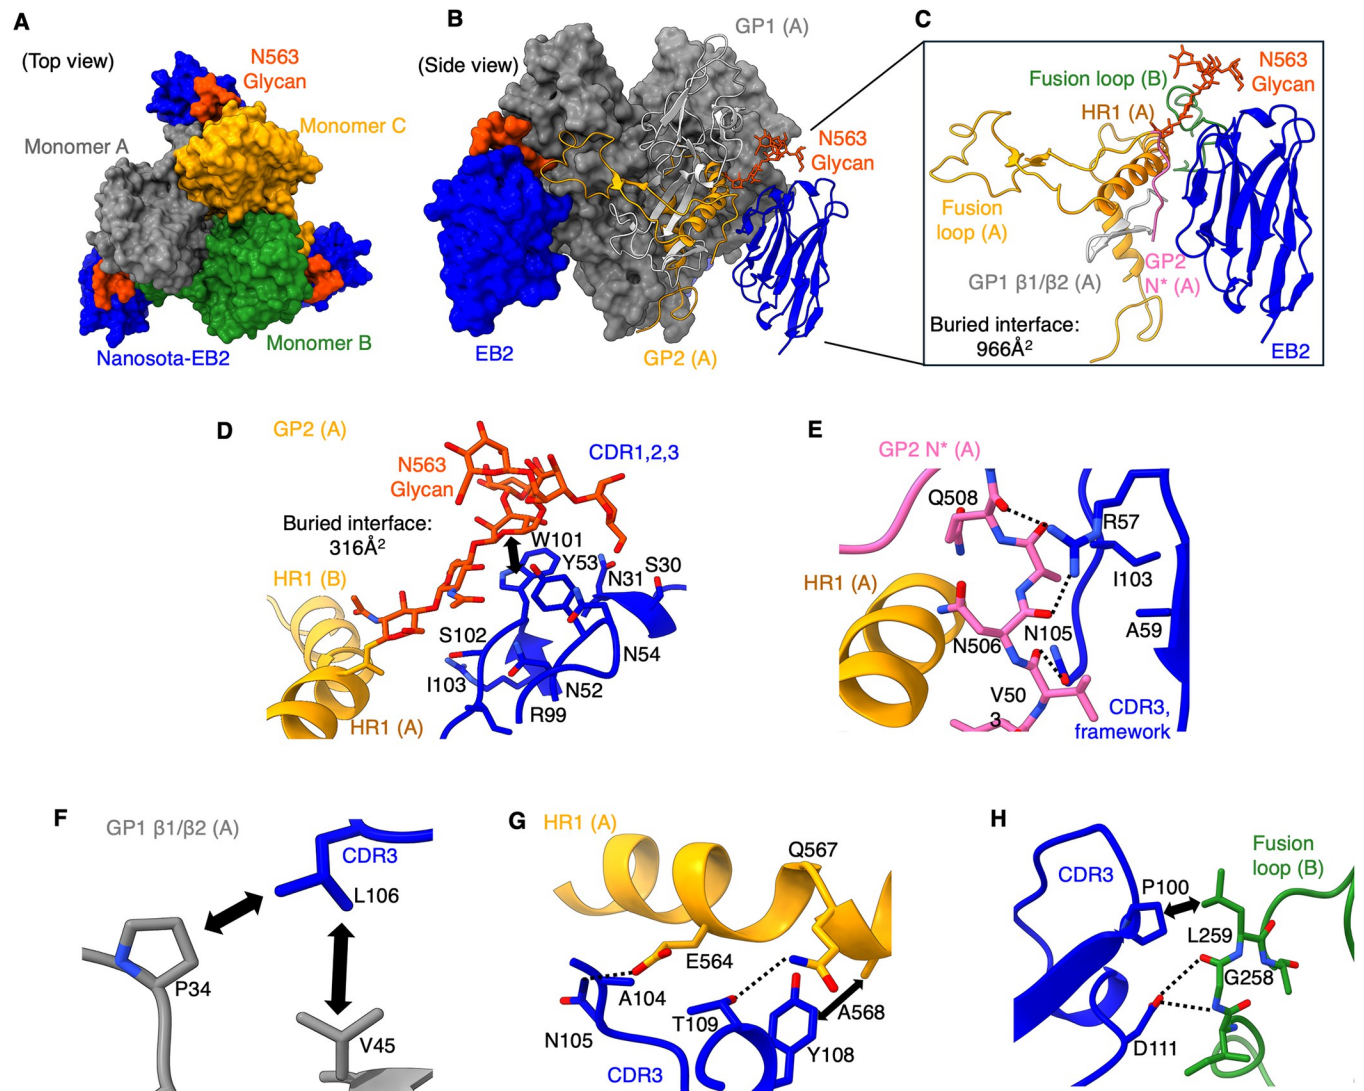 A
(Top view)
N563
Glycan
Monomer C
Monomer A
Monomer B
Nanosota-EB2
B
(Side view)
GP1 (A)
N563
Glycan
EB2
GP2 (A)
C
N563
Glycan
Fusion loop (B)
HR1 (A)
Fusion
loop (A)
GP2
N* (A)
GP1 β1/β2 (A)
Buried interface:
966Å²
EB2
D
GP2 (A)
N563
Glycan
CDR1,2,3
Buried interface:
316Å²
W101
Y53
N31
S30
HR1 (B)
S102
N54
I103
N52
R99
HR1 (A)
E
GP2 N* (A)
Q508
R57
I103
HR1 (A)
N105
A59
N506
V50
3
CDR3,
framework
F
GP1 β1/β2 (A)
CDR3
L106
P34
V45
G
HR1 (A)
Q567
E564
A104
T109
A568
N105
Y108
CDR3
H
Fusion
loop (B)
CDR3
P100
L259
G258
D111